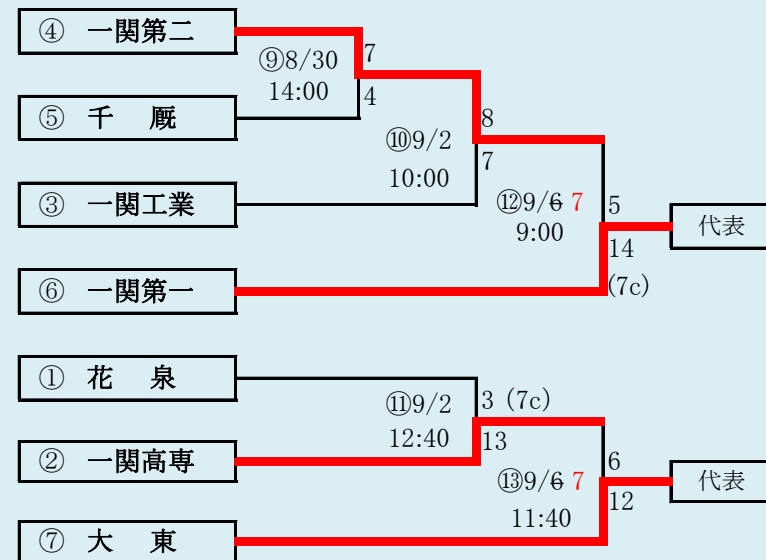 ④ 一関第二
⑨8/30
14:00
7
4
⑤ 千 厩
⑩9/2
10:00
8
7
③ 一関工業
⑫9/6 7
9:00
5
14
(7c)
代表
⑥ 一関第一
① 花 泉
⑪9/2
12:40
3 (7c)
13
② 一関高専
⑬9/6 7
11:40
6
12
代表
⑦ 大 東